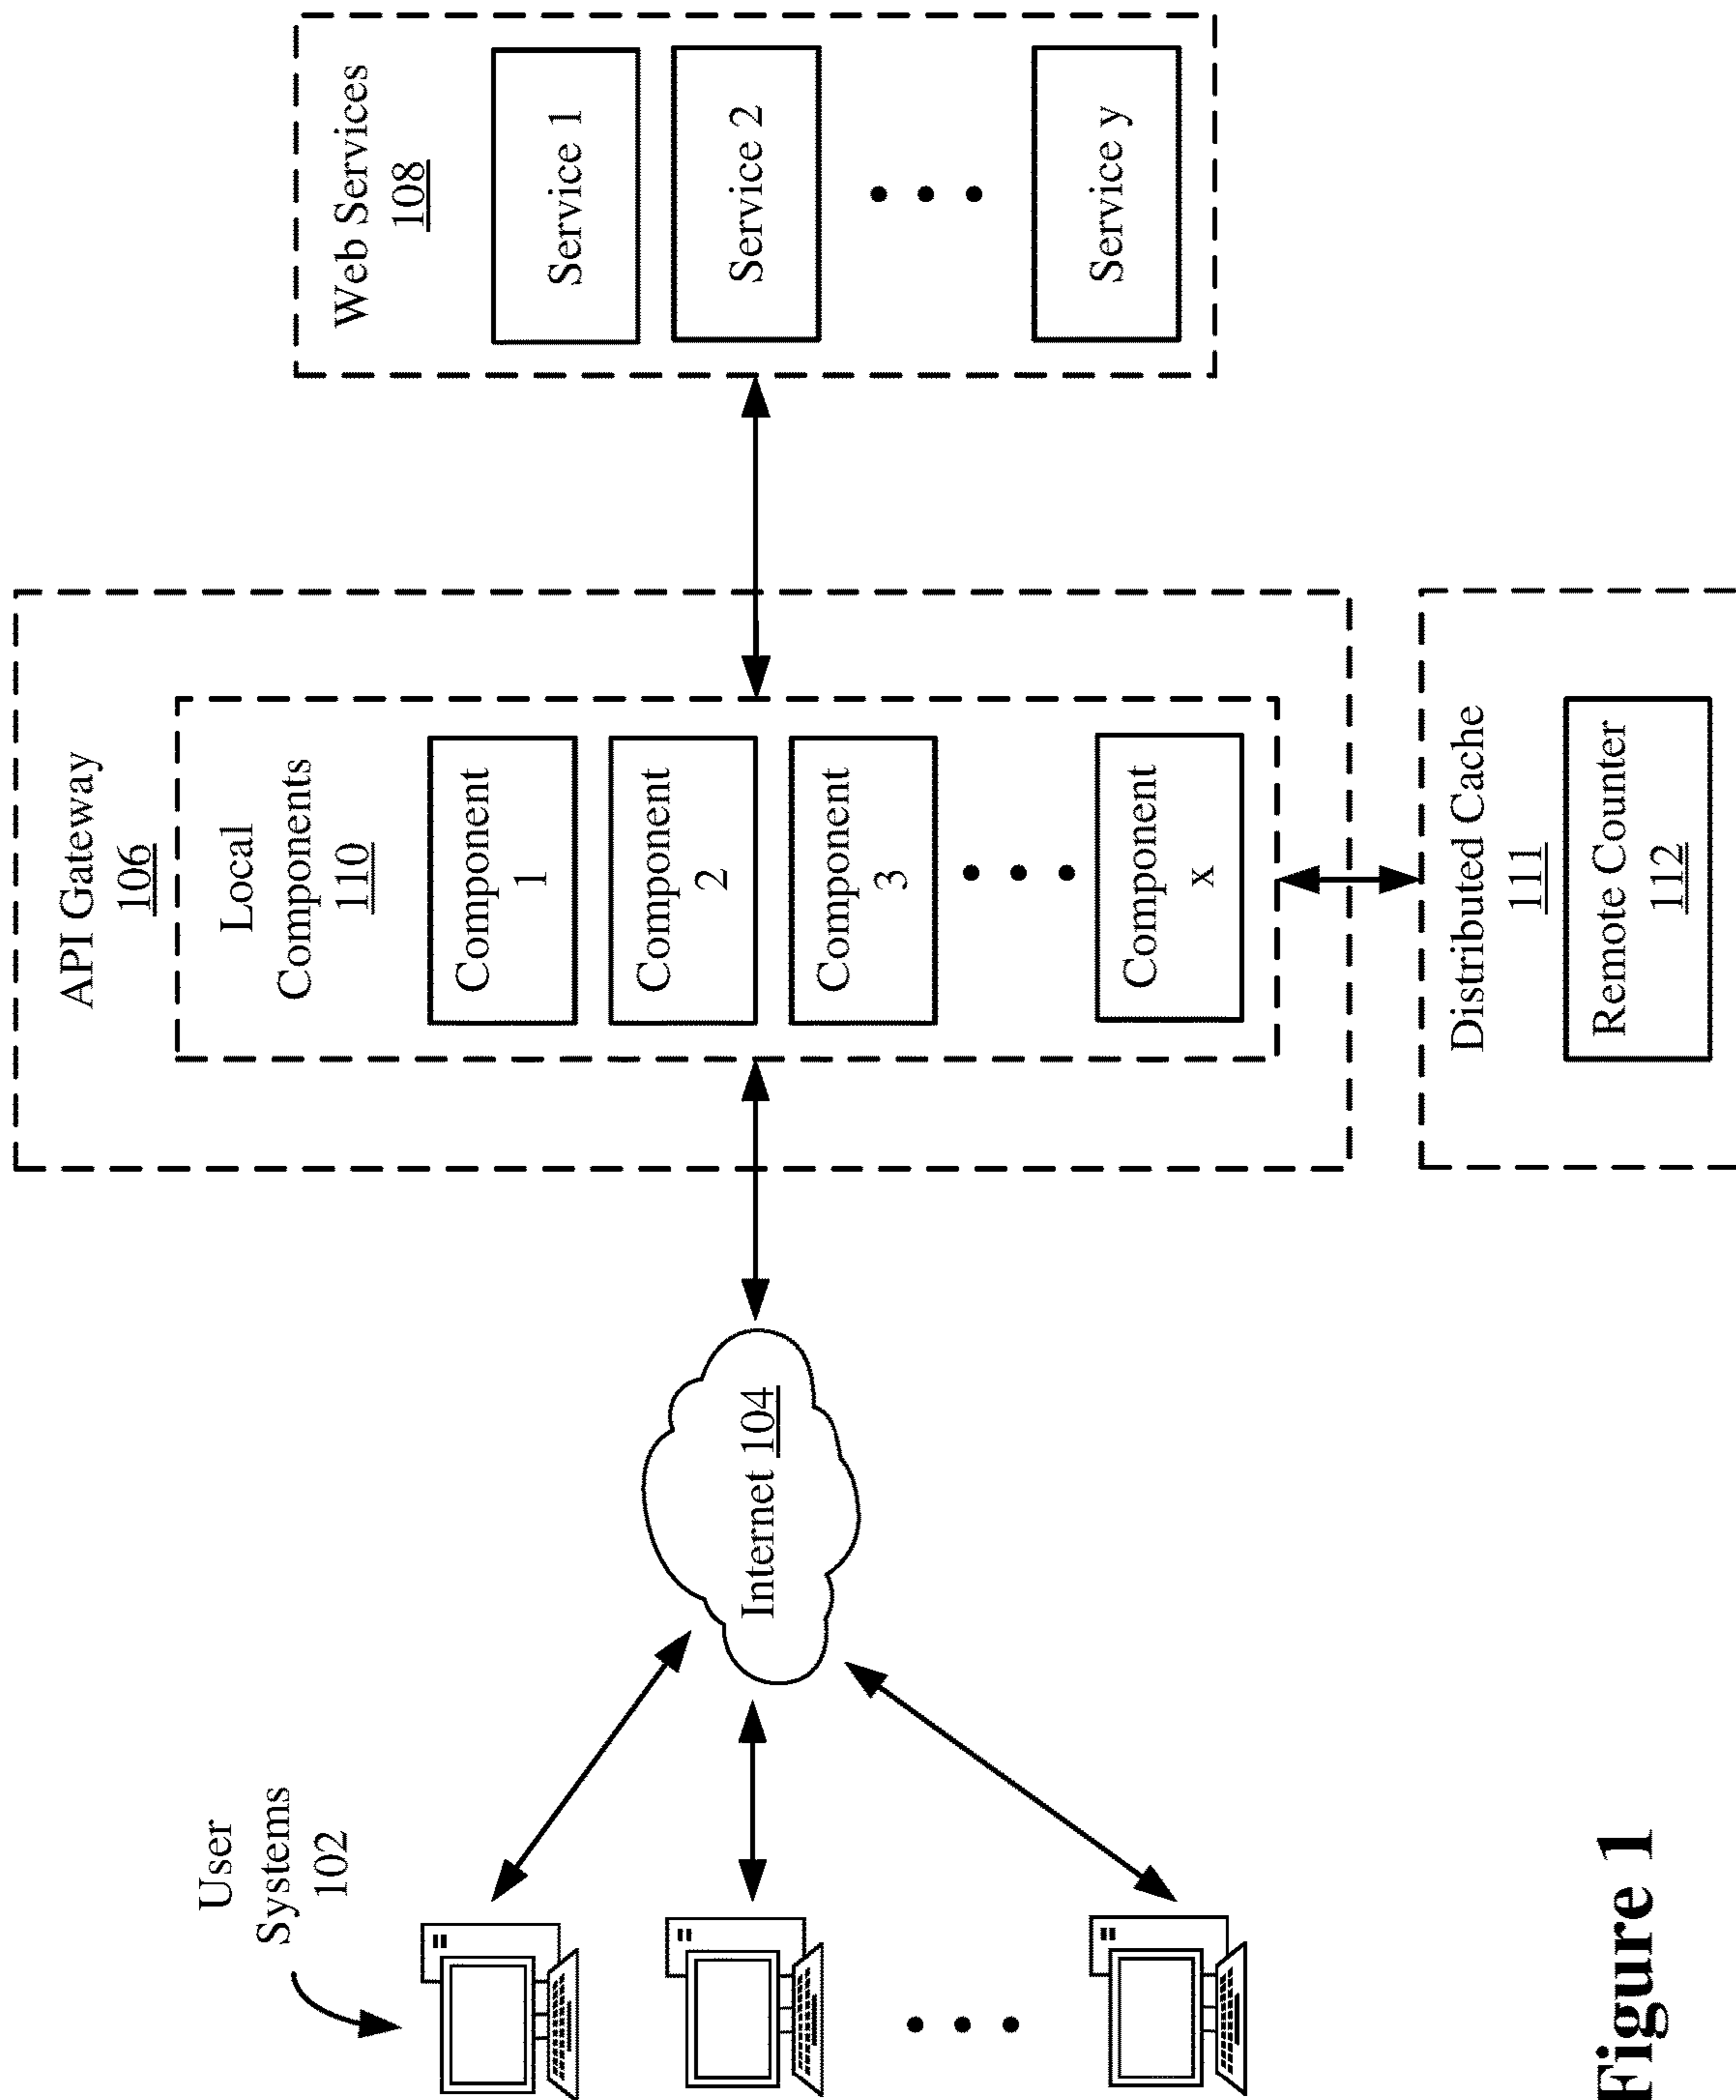 User
Systems
102
Internet 104
API Gateway
106
Local
Components
110
Component
1
Component
2
Component
3
Component
x
Distributed Cache
111
Remote Counter
112
Web Services
108
Service 1
Service 2
Service y
Figure 1